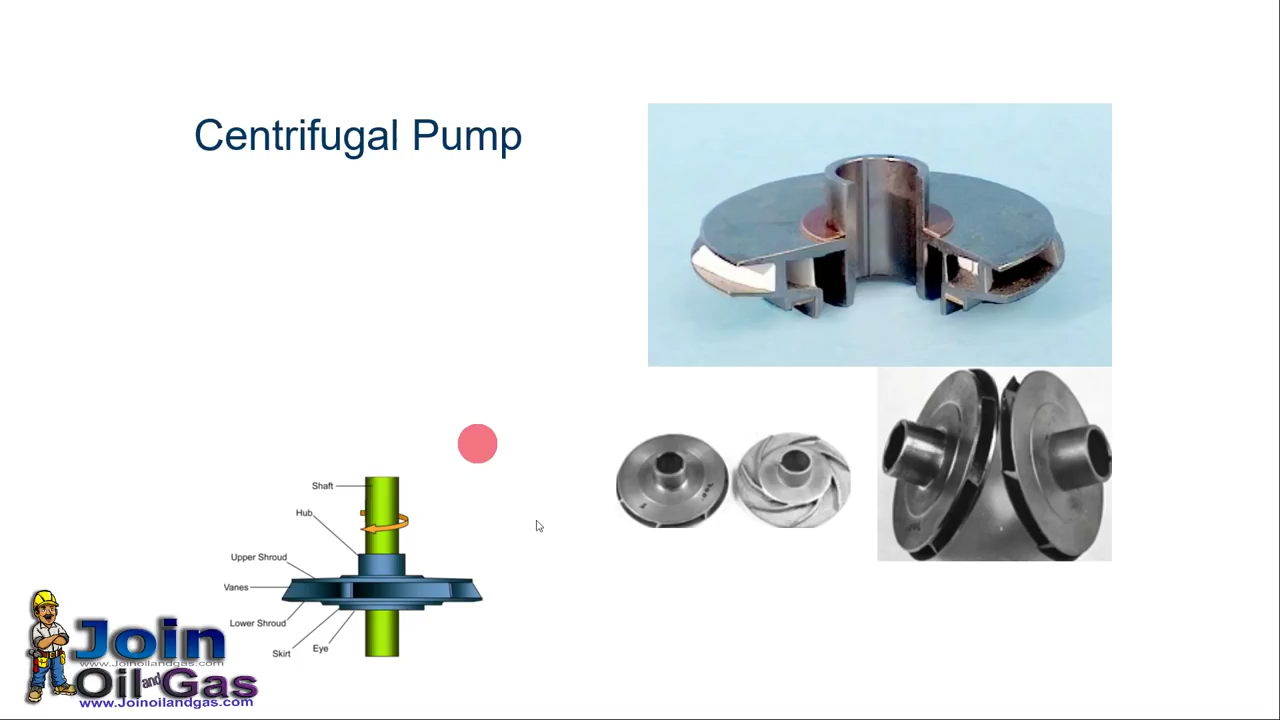 Centrifugal Pump
Shaft
Hub
Upper Shroud
Vanes
Lower Shroud
Skirt
Eye
Join
www.Joinoilandgas.com
Oil and Gas
www.Joinoilandgas.com